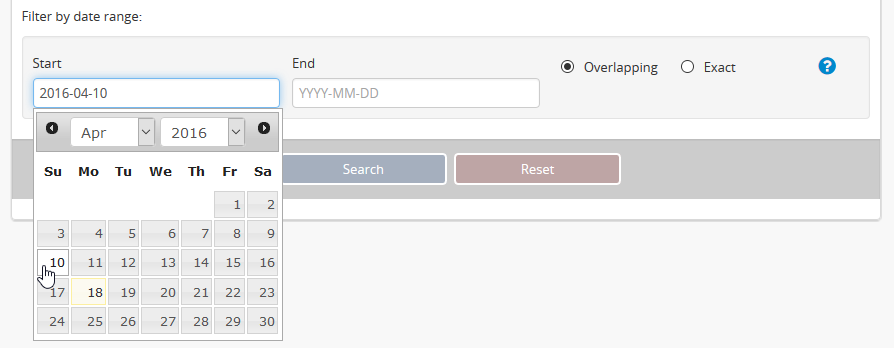 Filter by date range:
Start End
Overlapping Exact ?
2016-04-10 YYYY-MM-DD
Apr 2016
Search Reset
Su Mo Tu We Th Fr Sa
1 2
3 4 5 6 7 8 9
10 11 12 13 14 15 16
17 18 19 20 21 22 23
24 25 26 27 28 29 30